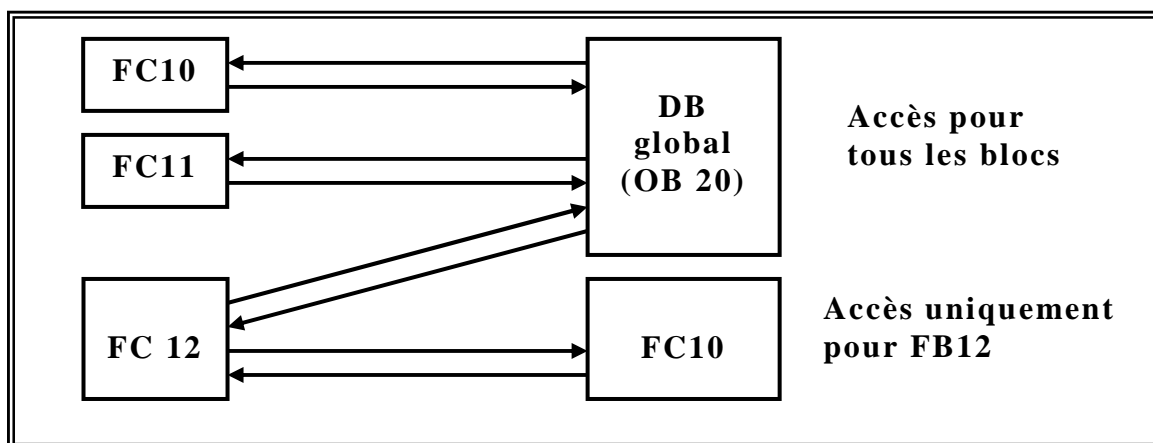 FC10
DB
global
(OB 20)
Accès pour
tous les blocs
FC11
FC 12
FC10
Accès uniquement
pour FB12